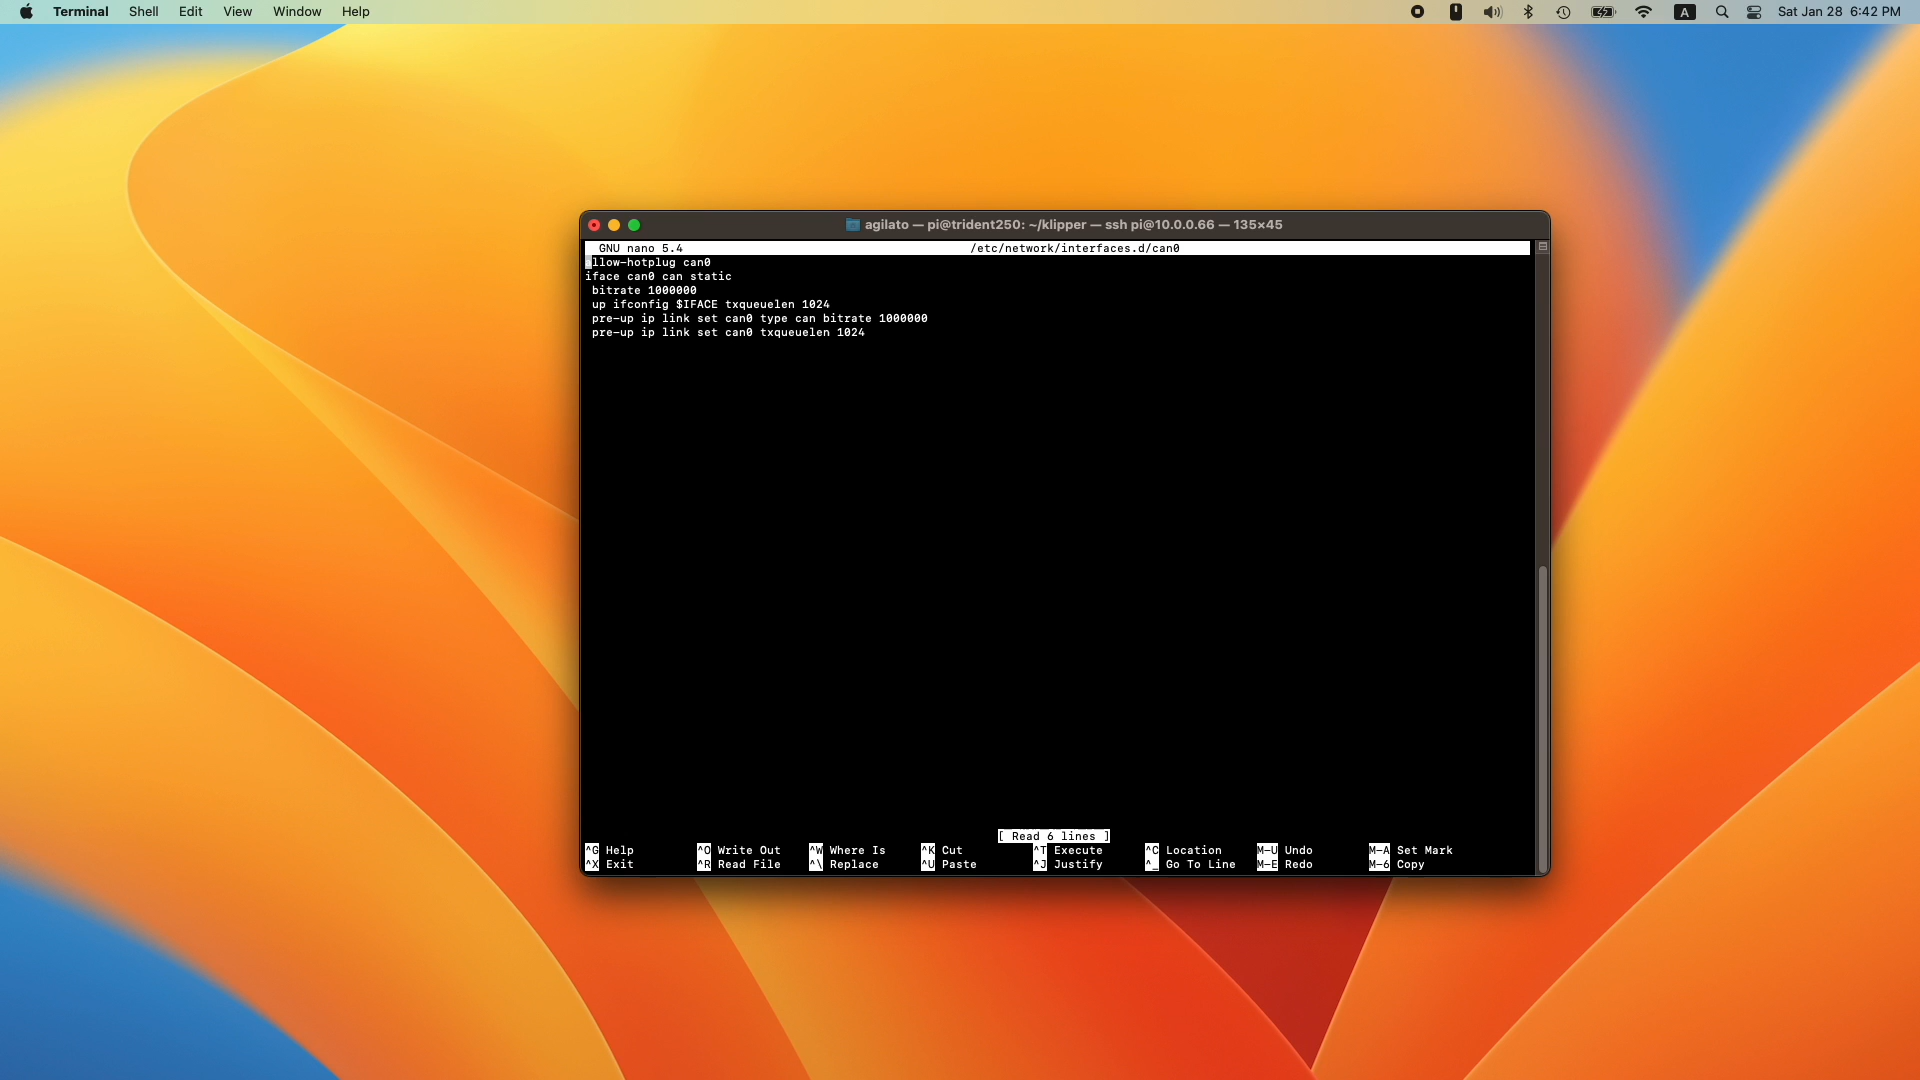 Terminal Shell Edit View Window Help A Sat Jan 28 6:42 PM
agilato — pi@trident250: ~/klipper — ssh pi@10.0.0.66 — 135×45
GNU nano 5.4 /etc/network/interfaces.d/can0
allow-hotplug can0
iface can0 can static
bitrate 1000000
up ifconfig $IFACE txqueuelen 1024
pre-up ip link set can0 type can bitrate 1000000
pre-up ip link set can0 txqueuelen 1024
[ Read 6 lines ]
^G Help ^O Write Out ^W Where Is ^K Cut ^T Execute ^C Location M-U Undo M-A Set Mark
^X Exit ^R Read File ^\ Replace ^U Paste ^J Justify ^_ Go To Line M-E Redo M-6 Copy